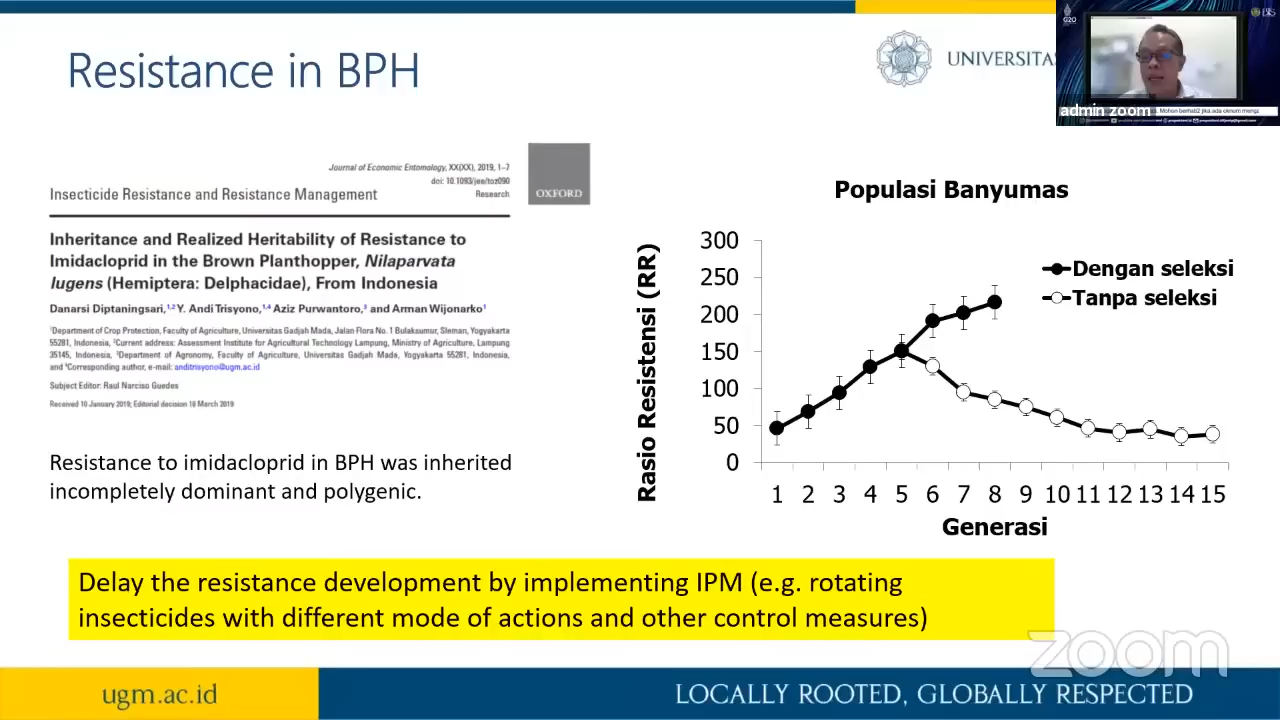 Resistance in BPH
UNIVERSITAS
G20
admin zoom
Mohon berhab2 jika ada oknum mengz
Journal of Economic Entomology, XX(XX), 2019, 1–7
doi: 10.1093/jee/toz090
Research
OXFORD
Insecticide Resistance and Resistance Management
Inheritance and Realized Heritability of Resistance to
Imidacloprid in the Brown Planthopper, Nilaparvata
lugens (Hemiptera: Delphacidae), From Indonesia
Danarsi Diptaningsari,1,2 Y. Andi Trisyono,1,4 Aziz Purwantoro,3 and Arman Wijonarko1
1Department of Crop Protection, Faculty of Agriculture, Universitas Gadjah Mada, Jalan Flora No. 1 Bulaksumur, Sleman, Yogyakarta
55281, Indonesia, 2Current address: Assessment Institute for Agricultural Technology Lampung, Ministry of Agriculture, Lampung
35145, Indonesia, 3Department of Agronomy, Faculty of Agriculture, Universitas Gadjah Mada, Yogyakarta 55281, Indonesia,
and 4Corresponding author, e-mail: anditrisyono@ugm.ac.id
Subject Editor: Raul Narciso Guedes
Received 10 January 2019; Editorial decision 18 March 2019
Resistance to imidacloprid in BPH was inherited
incompletely dominant and polygenic.
Populasi Banyumas
Rasio Resistensi (RR)
300
250
200
150
100
50
0
Dengan seleksi
Tanpa seleksi
1 2 3 4 5 6 7 8 9 10 11 12 13 14 15
Generasi
Delay the resistance development by implementing IPM (e.g. rotating
insecticides with different mode of actions and other control measures)
zoom
ugm.ac.id
LOCALLY ROOTED, GLOBALLY RESPECTED